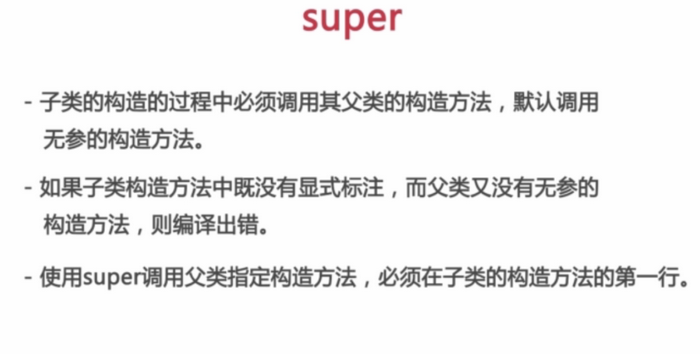 super
- 子类的构造的过程中必须调用其父类的构造方法，默认调用
无参的构造方法。
- 如果子类构造方法中既没有显式标注，而父类又没有无参的
构造方法，则编译出错。
- 使用super调用父类指定构造方法，必须在子类的构造方法的第一行。